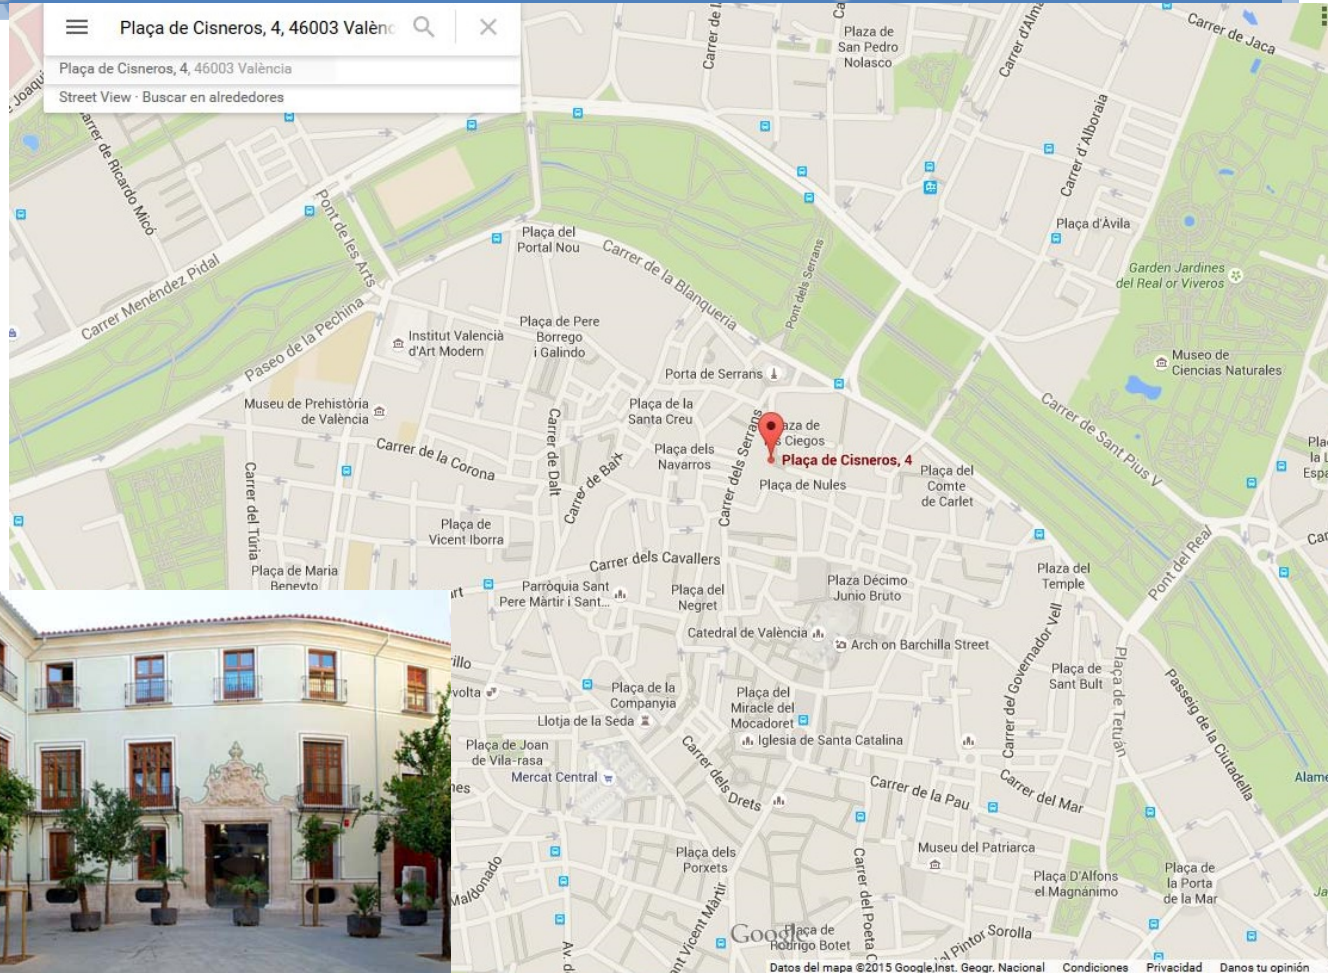 Plaça de Cisneros, 4, 46003 Valènc
Plaça de Cisneros, 4, 46003 València
Street View · Buscar en alrededores
Carrer de Jaca
Plaza de
San Pedro
Nolasco
Carrer d'Alboraia
Carrer de Ricardo Micó
Pont de les Arts
Plaça d'Àvila
Plaça del
Portal Nou
Carrer de la Blanqueria
Pont dels Serrans
Carrer Menéndez Pidal
Garden Jardines
del Real or Viveros
Paseo de la Pechina
Institut Valencià
d'Art Modern
Plaça de Pere
Borrego
i Galindo
Museo de
Ciencias Naturales
Porta de Serrans
Museu de Prehistòria
de València
Plaça de la
Santa Creu
Carrer de Sant Pius V
Carrer de la Corona
Carrer de Dalt
Carrer de Baix
Plaça dels
Navarros
Carrer dels Serrans
Ciegos
Plaça de Cisneros, 4
Plaça de Nules
Plaça del
Comte
de Carlet
Carrer del Túria
Plaça de
Vicent Iborra
Carrer dels Cavallers
Pont del Real
Plaça de Maria
Beneyto
Parròquia Sant
Pere Màrtir i Sant...
Plaça del
Negret
Plaza Décimo
Junio Bruto
Plaza del
Temple
Catedral de València
Arch on Barchilla Street
Carrer del Governador Vell
Plaça de
Sant Bult
Plaça de Tetuán
Passeig de la Ciutadella
Plaça de la
Companyia
Plaça del
Miracle del
Mocadoret
Llotja de la Seda
Iglesia de Santa Catalina
Plaça de Joan
de Vila-rasa
Mercat Central
Carrer dels Drets
Carrer de la Pau
Carrer del Mar
Museu del Patriarca
Plaça dels
Porxets
Plaça D'Alfons
el Magnànimo
Plaça de
la Porta
de la Mar
Maldonado
Carrer del Poeta
Google
Plaça de
Rodrigo Botet
Datos del mapa ©2015 Google,Inst. Geogr. Nacional Condiciones Privacidad Danos tu opinión